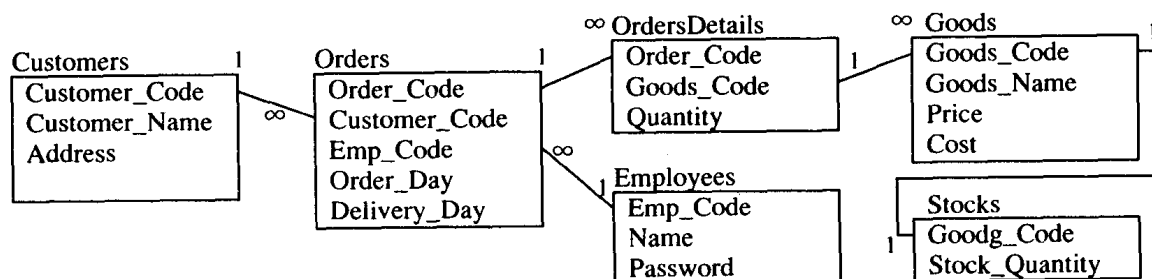 Customers
1
Customer_Code
Customer_Name
Address
∞
Orders
1
Order_Code
Customer_Code
Emp_Code
Order_Day
Delivery_Day
∞
∞ OrdersDetails
Order_Code
Goods_Code
Quantity
1
1
Employees
Emp_Code
Name
Password
∞
Goods
1
Goods_Code
Goods_Name
Price
Cost
Stocks
1
Goodg_Code
Stock_Quantity